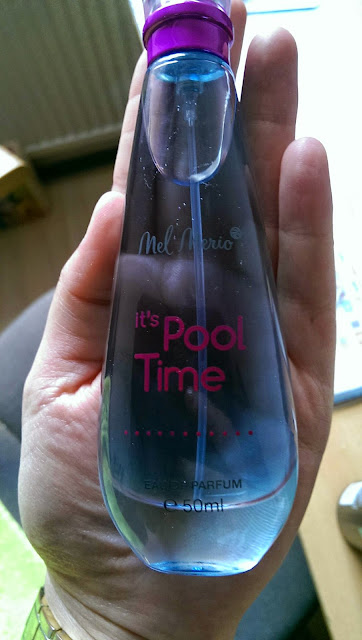 Mel Merio
it's Pool
Time
EAU DE PARFUM
e 50ml